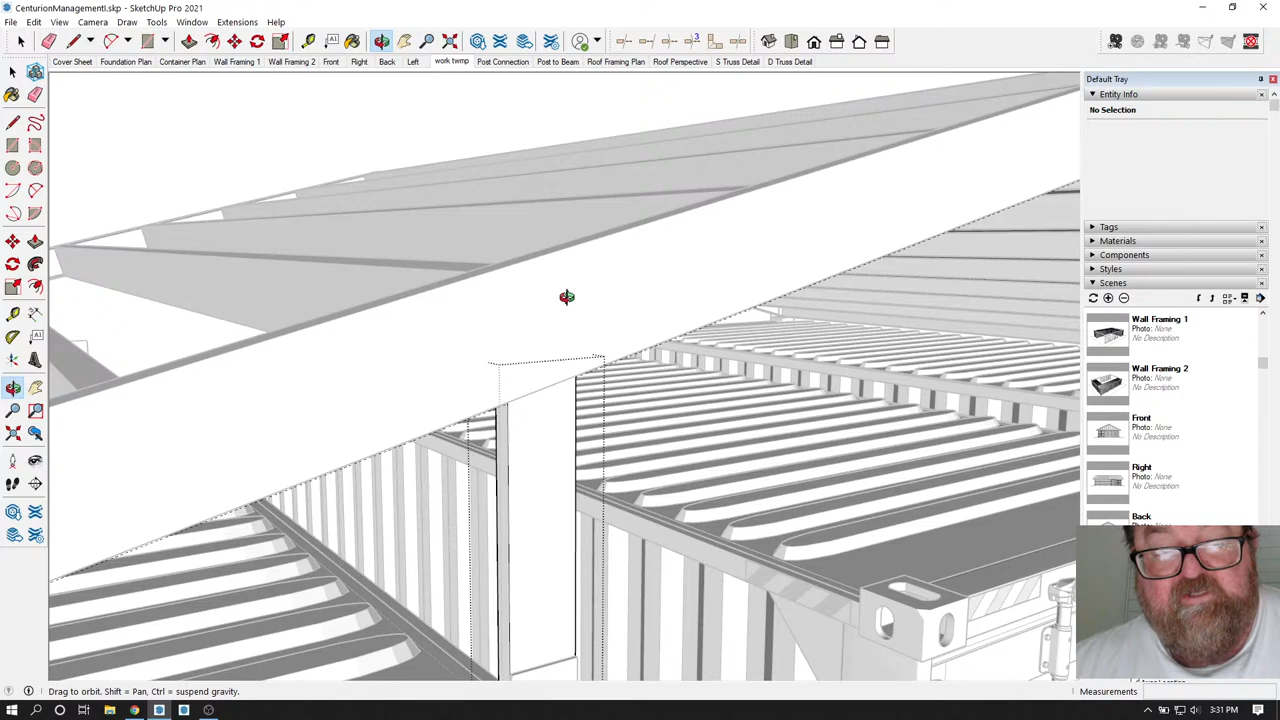 CenturionManagementI.skp - SketchUp Pro 2021
File Edit View Camera Draw Tools Window Extensions Help
Cover Sheet Foundation Plan Container Plan Wall Framing 1 Wall Framing 2 Front Right Back Left work twmp Post Connection Post to Beam Roof Framing Plan Roof Perspective S Truss Detail D Truss Detail
Default Tray
Entity Info
No Selection
Tags
Materials
Components
Styles
Scenes
Wall Framing 1
Photo: None
No Description
Wall Framing 2
Photo: None
No Description
Front
Photo: None
No Description
Right
Photo: None
No Description
Back
Drag to orbit. Shift = Pan, Ctrl = suspend gravity.
Measurements
3:31 PM